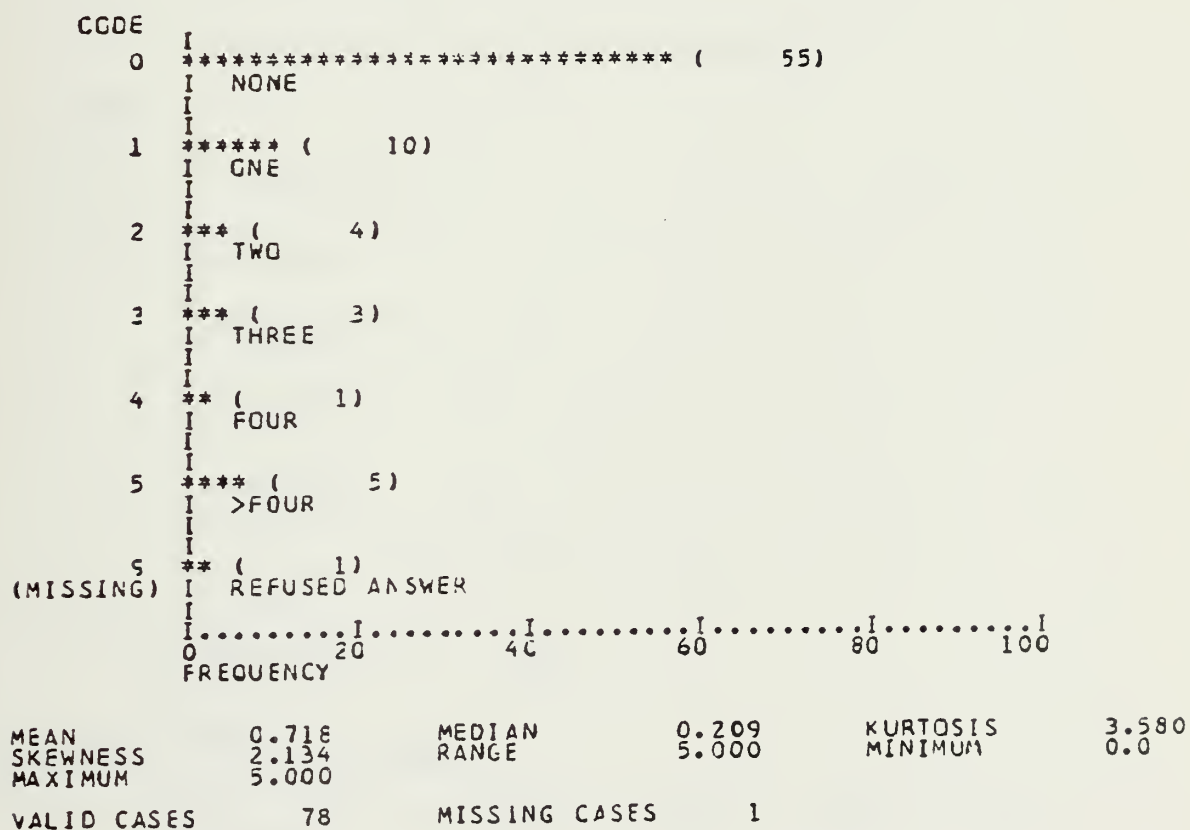 CODE
I
0 ***************************** ( 55)
I NONE
I
I
1 ****** ( 10)
I ONE
I
I
2 *** ( 4)
I TWO
I
I
3 *** ( 3)
I THREE
I
I
4 ** ( 1)
I FOUR
I
I
5 **** ( 5)
I >FOUR
I
I
9 ** ( 1)
(MISSING) I REFUSED ANSWER
I
I.........I.........I.........I.........I.........I
0 20 40 60 80 100
FREQUENCY
MEAN 0.718 MEDIAN 0.209 KURTOSIS 3.580
SKEWNESS 2.134 RANGE 5.000 MINIMUM 0.0
MAXIMUM 5.000
VALID CASES 78 MISSING CASES 1